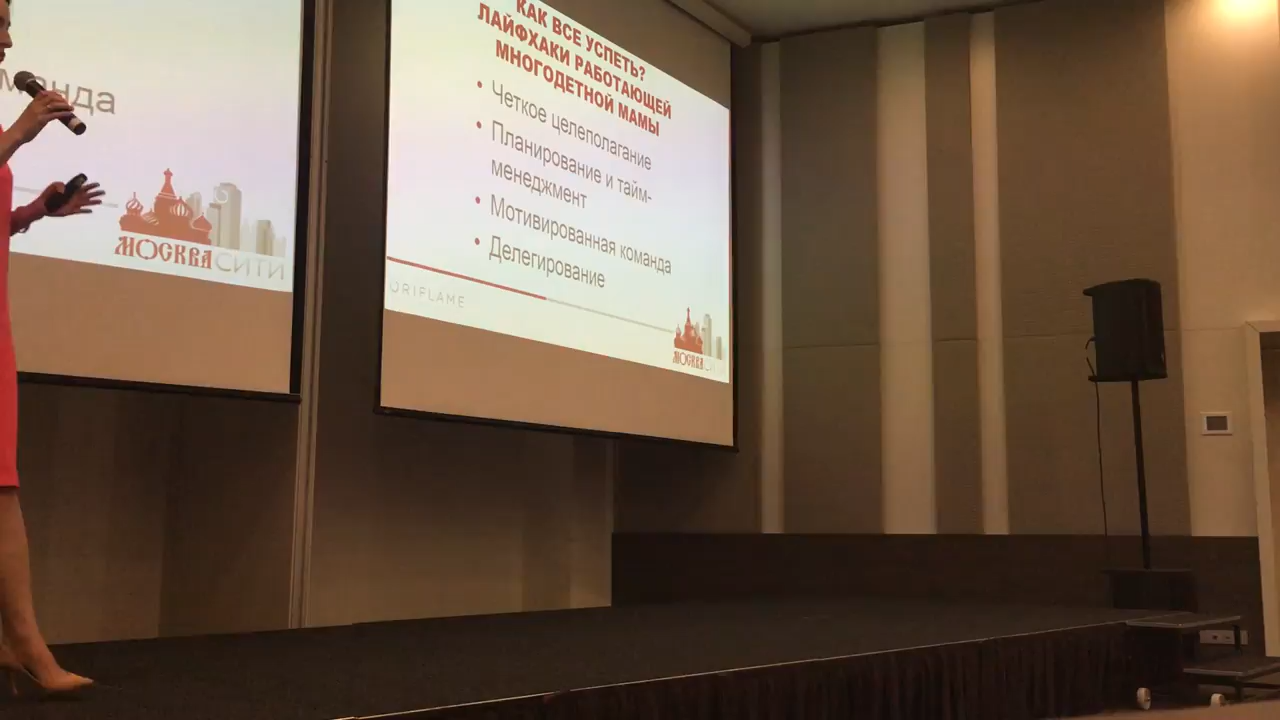 манда
МОСКВА СИТИ
КАК ВСЕ УСПЕТЬ?
ЛАЙФХАКИ РАБОТАЮЩЕЙ
МНОГОДЕТНОЙ МАМЫ
• Четкое целеполагание
• Планирование и тайм-
менеджмент
• Мотивированная команда
• Делегирование
ORIFLAME
МОСКВА СИТИ